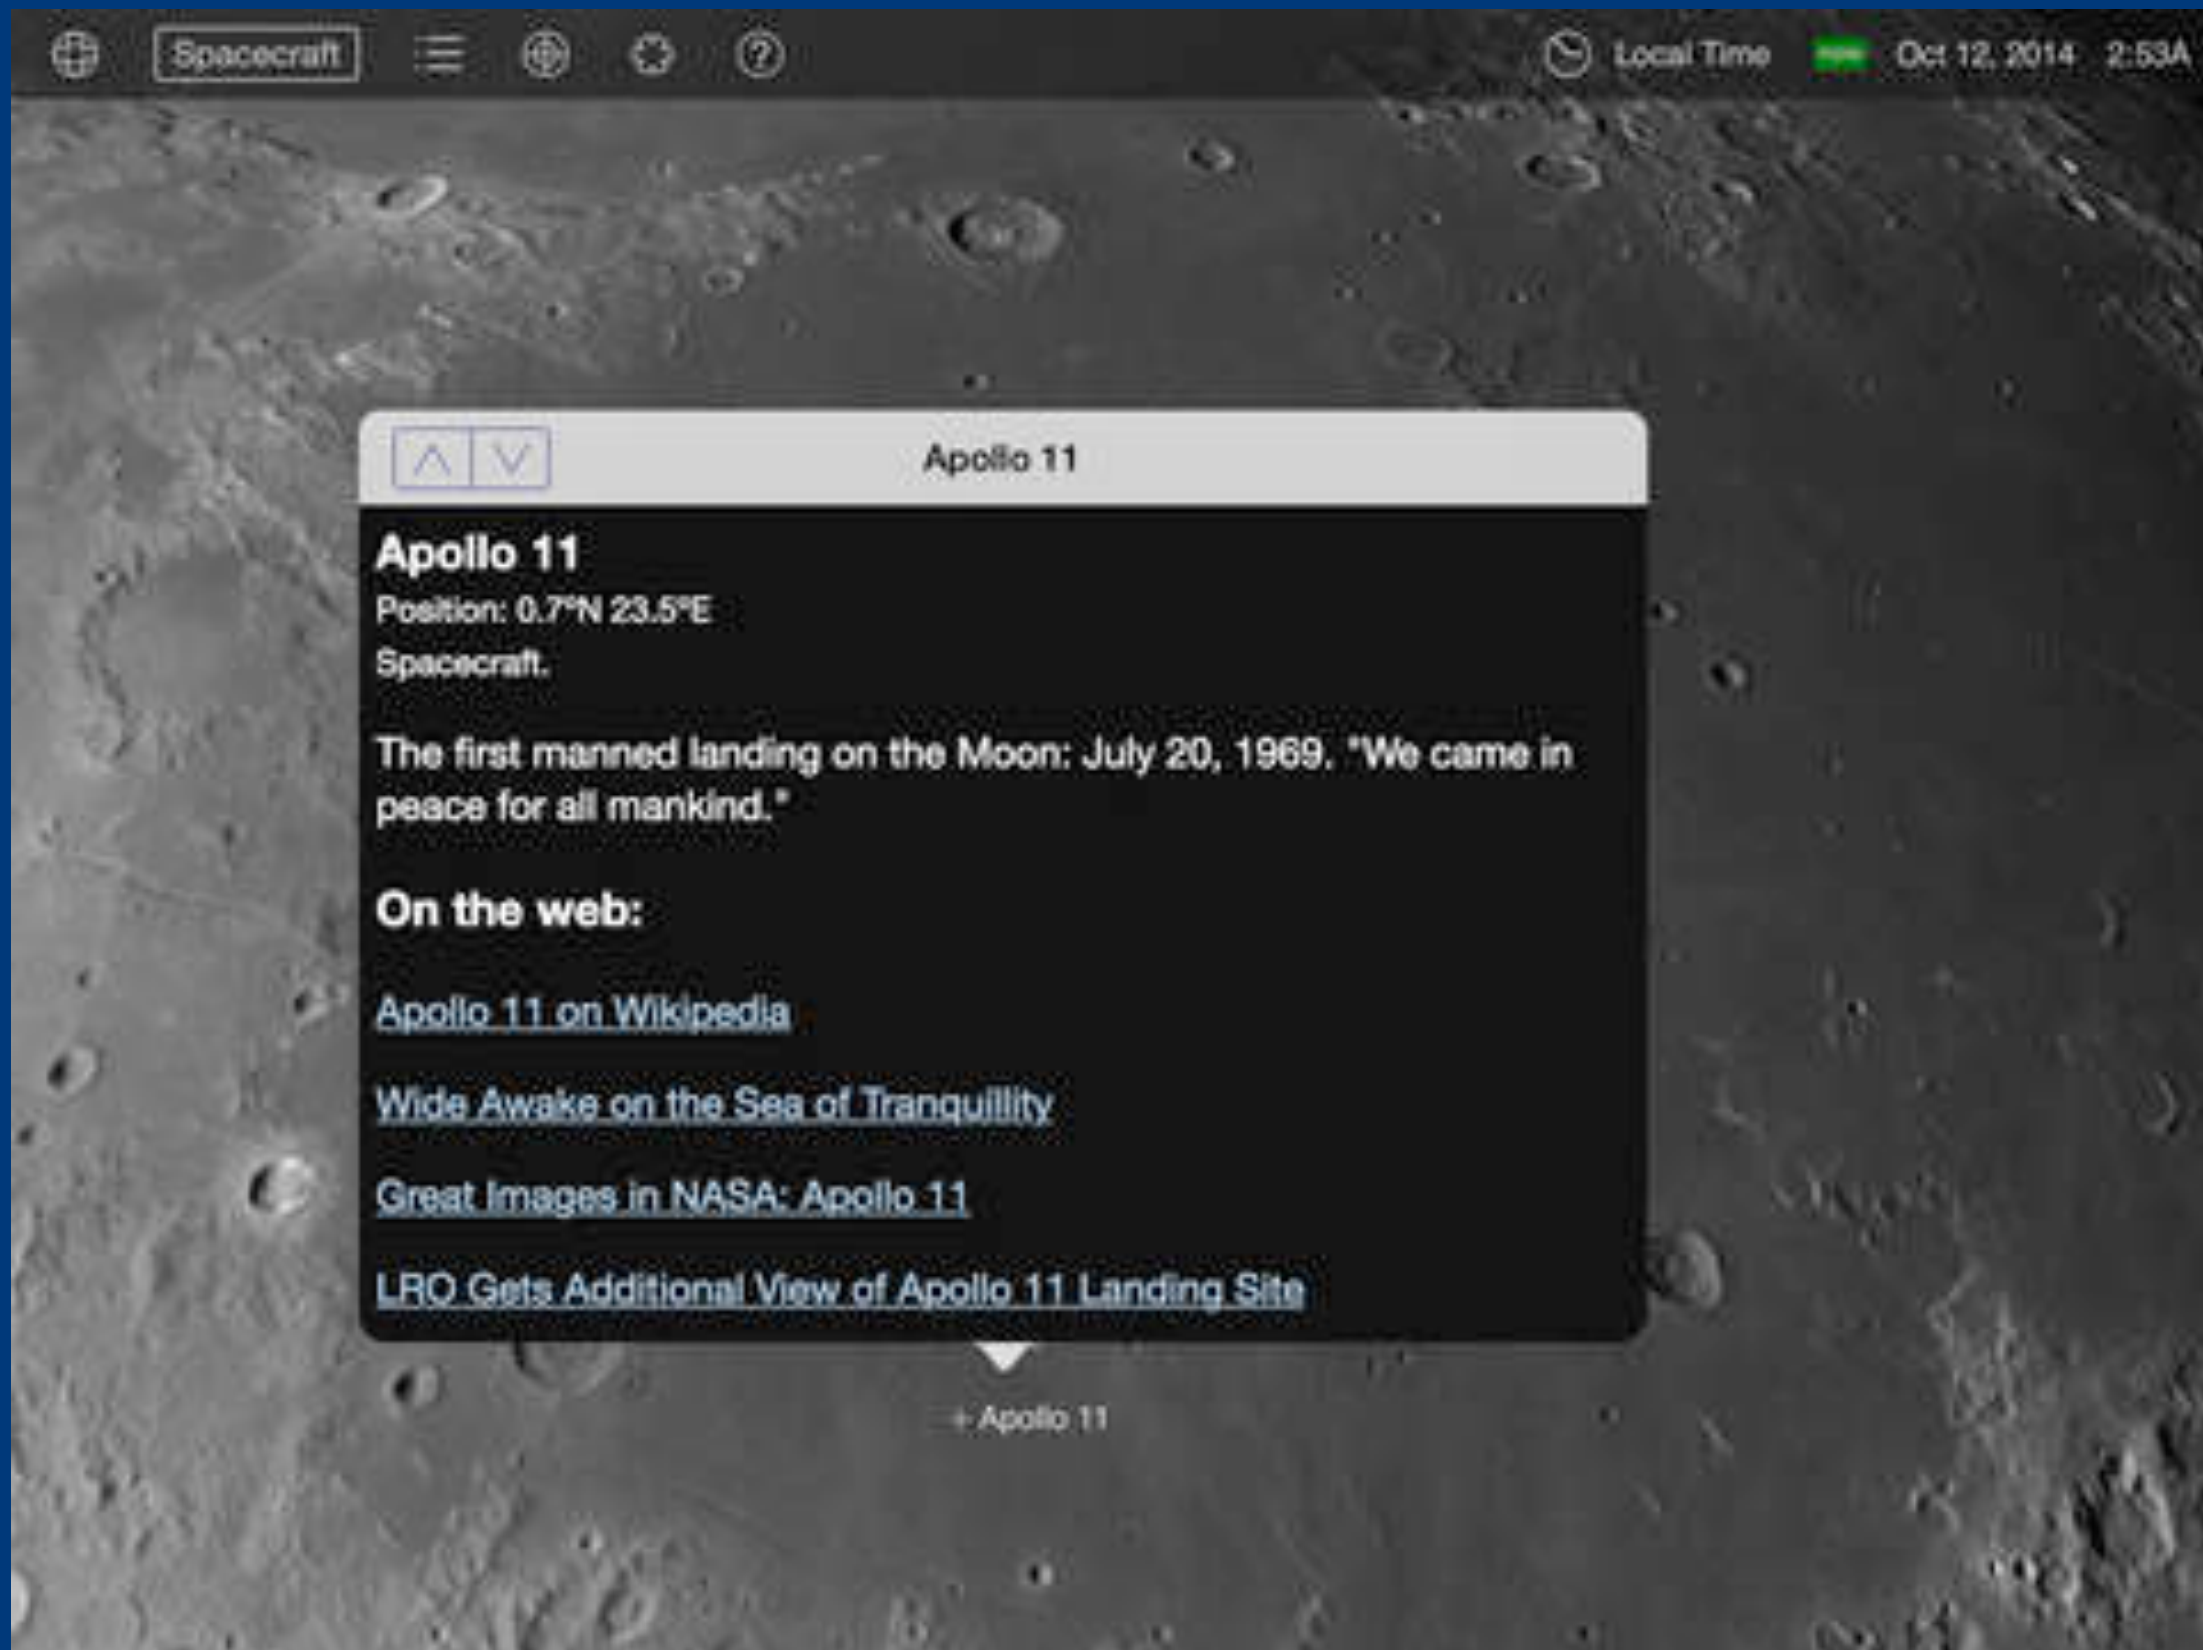 Spacecraft
Local Time
Oct 12, 2014 2:53A
Apollo 11
Apollo 11
Position: 0.7°N 23.5°E
Spacecraft.
The first manned landing on the Moon: July 20, 1969. "We came in
peace for all mankind."
On the web:
Apollo 11 on Wikipedia
Wide Awake on the Sea of Tranquillity
Great Images in NASA: Apollo 11
LRO Gets Additional View of Apollo 11 Landing Site
+ Apollo 11